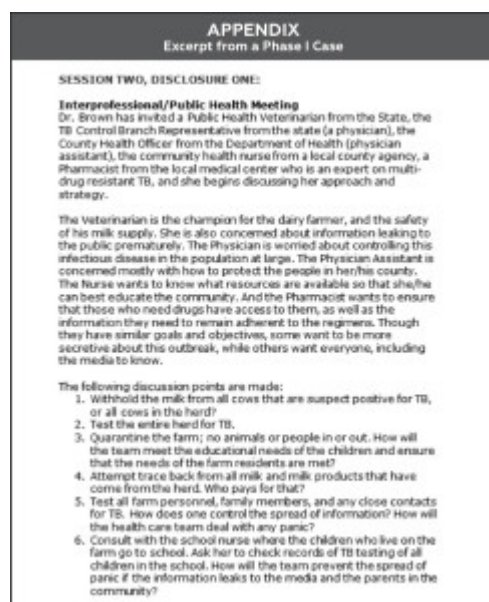 APPENDIX
Excerpt from a Phase I Case
SESSION TWO, DISCLOSURE ONE:
Interprofessional/Public Health Meeting
Dr. Brown has invited a Public Health Veterinarian from the State, the
TB Control Branch Representative from the state (a physician), the
County Health Officer from the Department of Health (physician
assistant), the community health nurse from a local county agency, a
Pharmacist from the local medical center who is an expert on multi-
drug resistant TB, and she begins discussing her approach and
strategy.
The Veterinarian is the champion for the dairy farmer, and the safety
of his milk supply. She is also concerned about information leaking to
the public prematurely. The Physician is worried about controlling this
infectious disease in the population at large. The Physician Assistant is
concerned mostly with how to protect the people in her/his county.
The Nurse wants to know what resources are available so that she/he
can best educate the community. And the Pharmacist wants to ensure
that those who need drugs have access to them, as well as the
information they need to remain adherent to the regimens. Though
they have similar goals and objectives, some want to be more
secretive about this outbreak, while others want everyone, including
the media to know.
The following discussion points are made:
1. Withhold the milk from all cows that are suspect positive for TB,
or all cows in the herd?
2. Test the entire herd for TB.
3. Quarantine the farm; no animals or people in or out. How will
the team meet the educational needs of the children and ensure
that the needs of the farm residents are met?
4. Attempt trace back from all milk and milk products that have
come from the herd. Who pays for that?
5. Test all farm personnel, family members, and any close contacts
for TB. How does one control the spread of information? How will
the health care team deal with any panic?
6. Consult with the school nurse where the children who live on the
farm go to school. Ask her to check records of TB testing of all
children in the school. How will the team prevent the spread of
panic if the information leaks to the media and the parents in the
community?